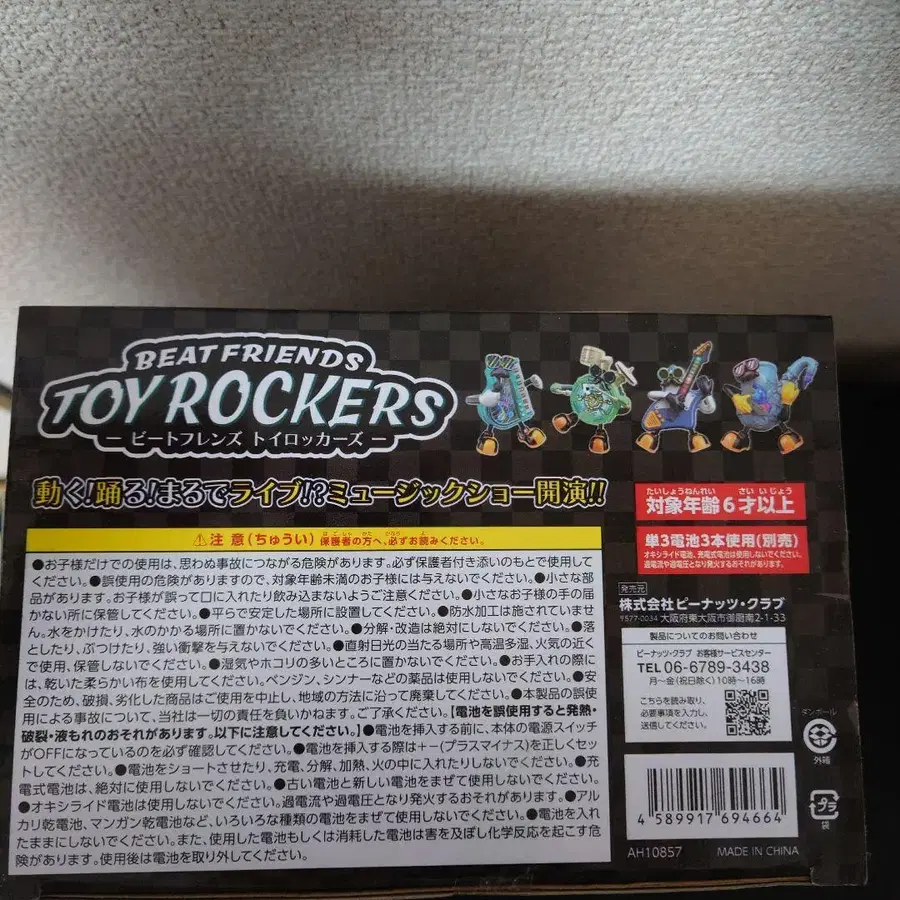 BEAT FRIENDS
TOY ROCKERS
ービートフレンズ トイロッカーズー
動く!踊る!まるでライブ!?ミュージックショー開演!!
たいしょうねんれい さい いじょう
対象年齢6才以上
単3電池3本使用(別売)
オキシライド電池、充電式電池は使用しないでください。
過電流や過電圧となり発火するおそれがあります。
⚠注意(ちゅうい)保護者の方へ、必ずお読みください。
●お子様だけでの使用は、思わぬ事故につながる危険があります。必ず保護者付き添いのもとで使用して
ください。●誤使用の危険がありますので、対象年齢未満のお子様には与えないでください。●小さな部
品があります。お子様が誤って口に入れたり飲み込まないようご注意ください。●小さなお子様の手の届
かない所に保管してください。●平らで安定した場所に設置してください。●防水加工は施されていませ
ん。水をかけたり、水のかかる場所に置かないでください。●分解・改造は絶対にしないでください。●落
としたり、ぶつけたり、強い衝撃を与えないでください。●直射日光の当たる場所や高温多湿、火気の近く
で使用、保管しないでください。●湿気やホコリの多いところに置かないでください。●お手入れの際に
は、乾いた柔らかい布を使用してください。ベンジン、シンナーなどの薬品は使用しないでください。●安
全のため、破損、劣化した商品はご使用を中止し、地域の方法に沿って廃棄してください。●本製品の誤使
用による事故について、当社は一切の責任を負いかねます。ご了承ください。【電池を誤使用すると発熱・
破裂・液もれのおそれがあります。以下に注意してください。】●電池を挿入する前に、本体の電源スイッチ
がOFFになっているのを必ず確認してください。●電池を挿入する際は+−(プラスマイナス)を正しくセッ
トしてください。●電池をショートさせたり、充電、分解、加熱、火の中に入れたりしないでください。●充
電式電池は、絶対に使用しないでください。●古い電池と新しい電池をまぜて使用しないでください。
●オキシライド電池は使用しないでください。過電流や過電圧となり発火するおそれがあります。●アル
カリ乾電池、マンガン乾電池など、いろいろな種類の電池をまぜて使用しないでください。●電池を入れ
たままにしないでください。また、使用した電池もしくは消耗した電池は害を及ぼし化学反応を起こす危
険があります。使用後は電池を取り外してください。
発売元
株式会社ピーナッツ・クラブ
〒577-0034 大阪府東大阪市御厨南2-1-33
製品についてのお問い合わせ
ピーナッツ・クラブ お客様サービスセンター
TEL 06-6789-3438
月〜金(祝日除く)10時〜16時
こちらを読み取り、
必要事項を入力し、
送信してください。
ダンボール
外箱
プラ
袋
4 589917 694664
AH10857
MADE IN CHINA